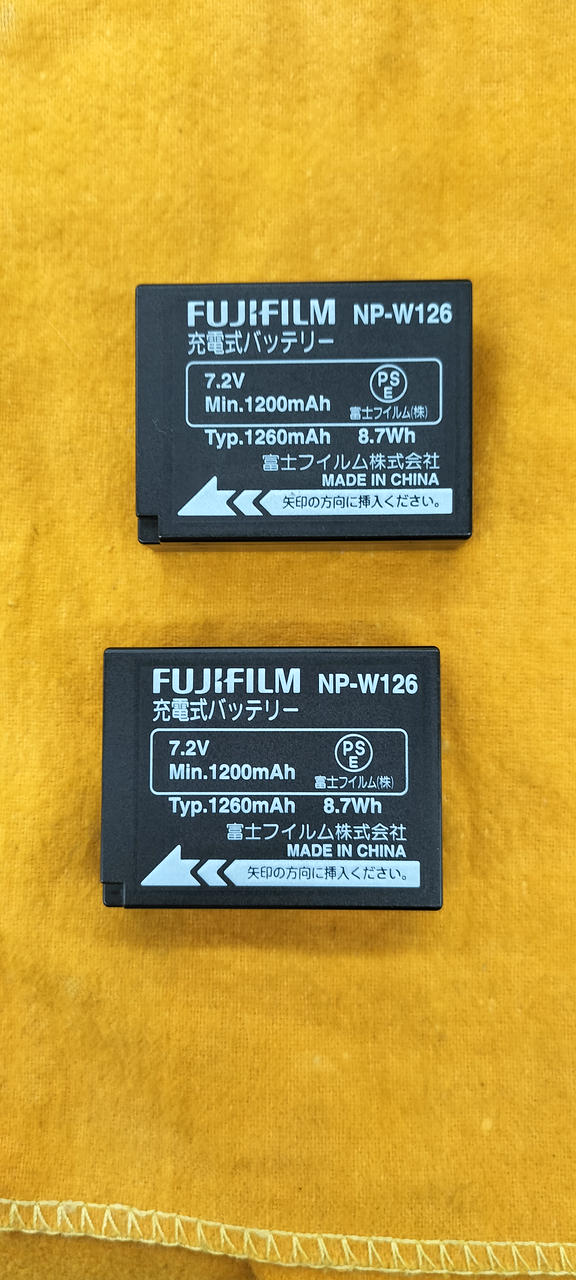 FUJIFILM NP-W126
充電式バッテリー
7.2V
PS
E
Min.1200mAh
富士フイルム(株)
Typ.1260mAh 8.7Wh
富士フイルム株式会社
MADE IN CHINA
矢印の方向に挿入ください。
FUJIFILM NP-W126
充電式バッテリー
7.2V
PS
E
Min.1200mAh
富士フイルム(株)
Typ.1260mAh 8.7Wh
富士フイルム株式会社
MADE IN CHINA
矢印の方向に挿入ください。